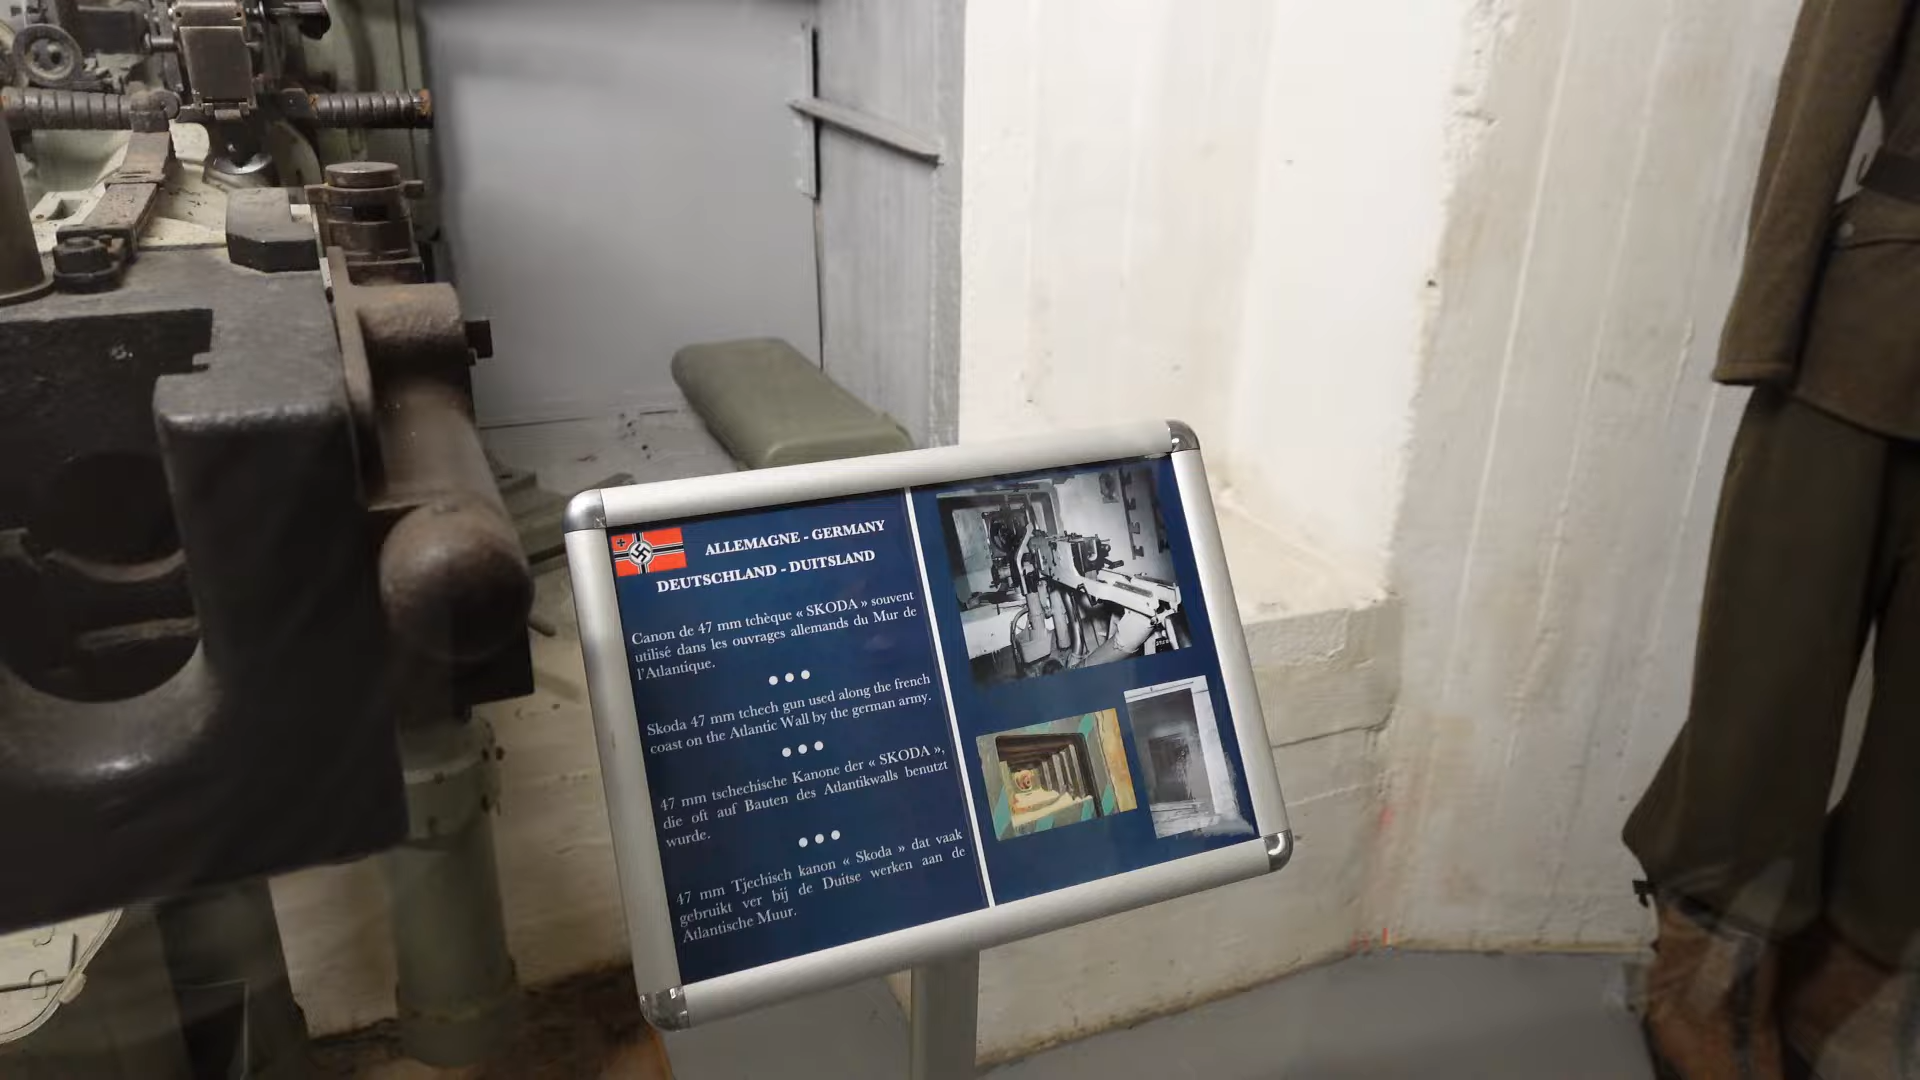 ALLEMAGNE - GERMANY
DEUTSCHLAND - DUITSLAND
Canon de 47 mm tchèque « SKODA » souvent
utilisé dans les ouvrages allemands du Mur de
l'Atlantique.
Skoda 47 mm tchech gun used along the french
coast on the Atlantic Wall by the german army.
47 mm tschechische Kanone der « SKODA »,
die oft auf Bauten des Atlantikwalls benutzt
wurde.
47 mm Tjechisch kanon « Skoda » dat vaak
gebruikt ver bij de Duitse werken aan de
Atlantische Muur.